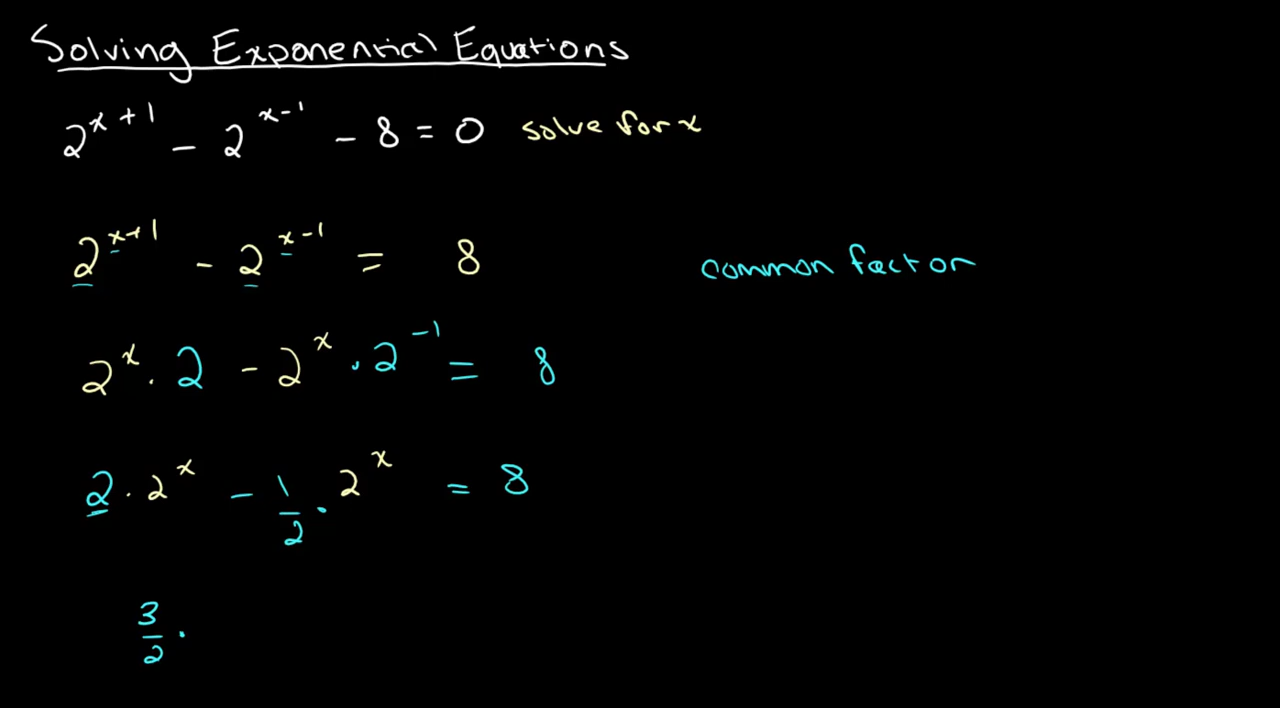 Solving Exponential Equations
2^{x+1} - 2^{x-1} - 8 = 0 solve for x
2^{x+1} - 2^{x-1} = 8 common factor
2^x · 2 - 2^x · 2^{-1} = 8
2 · 2^x - 1/2 · 2^x = 8
3/2 ·